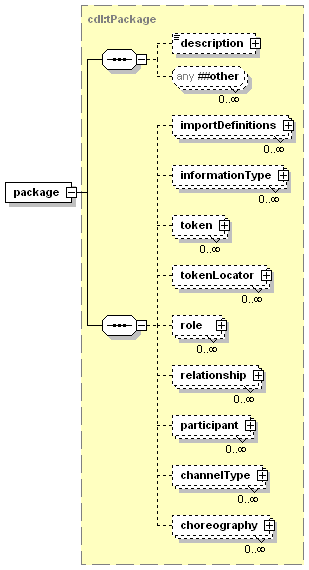 cdl:tPackage
description
any ##other
0..∞
importDefinitions
0..∞
informationType
0..∞
package
token
0..∞
tokenLocator
0..∞
role
0..∞
relationship
0..∞
participant
0..∞
channelType
0..∞
choreography
0..∞